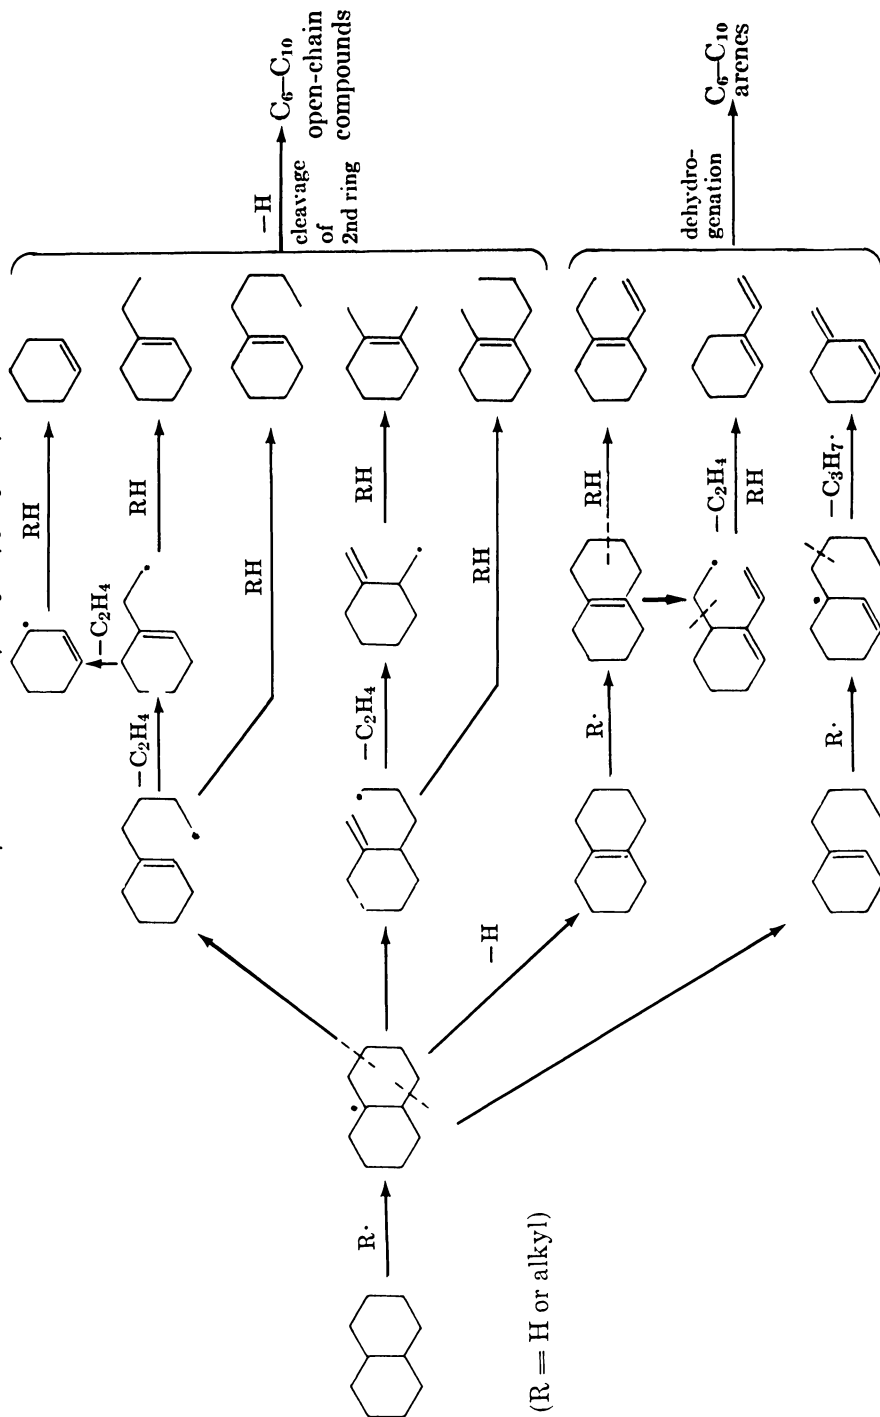 R·
(R = H or alkyl)
−H
−C₂H₄
−C₂H₄
RH
RH
RH
−C₂H₄
RH
RH
R·
RH
−C₂H₄
RH
R·
−C₃H₇·
−H
cleavage
of
2nd ring
C₆–C₁₀
open-chain
compounds
dehydro-
genation
C₆–C₁₀
arenes